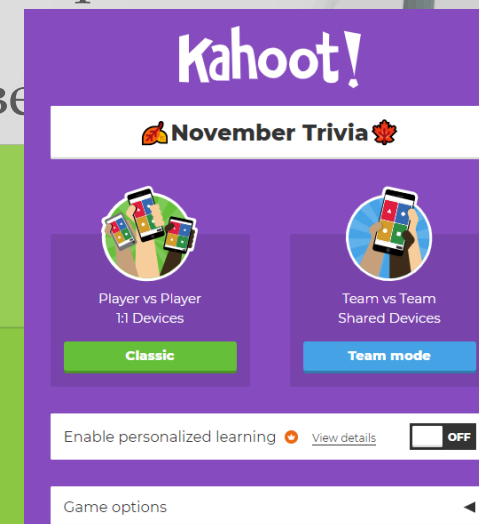 Kahoot!
🍂November Trivia🍁
Player vs Player
1:1 Devices
Classic
Team vs Team
Shared Devices
Team mode
Enable personalized learning View details OFF
Game options